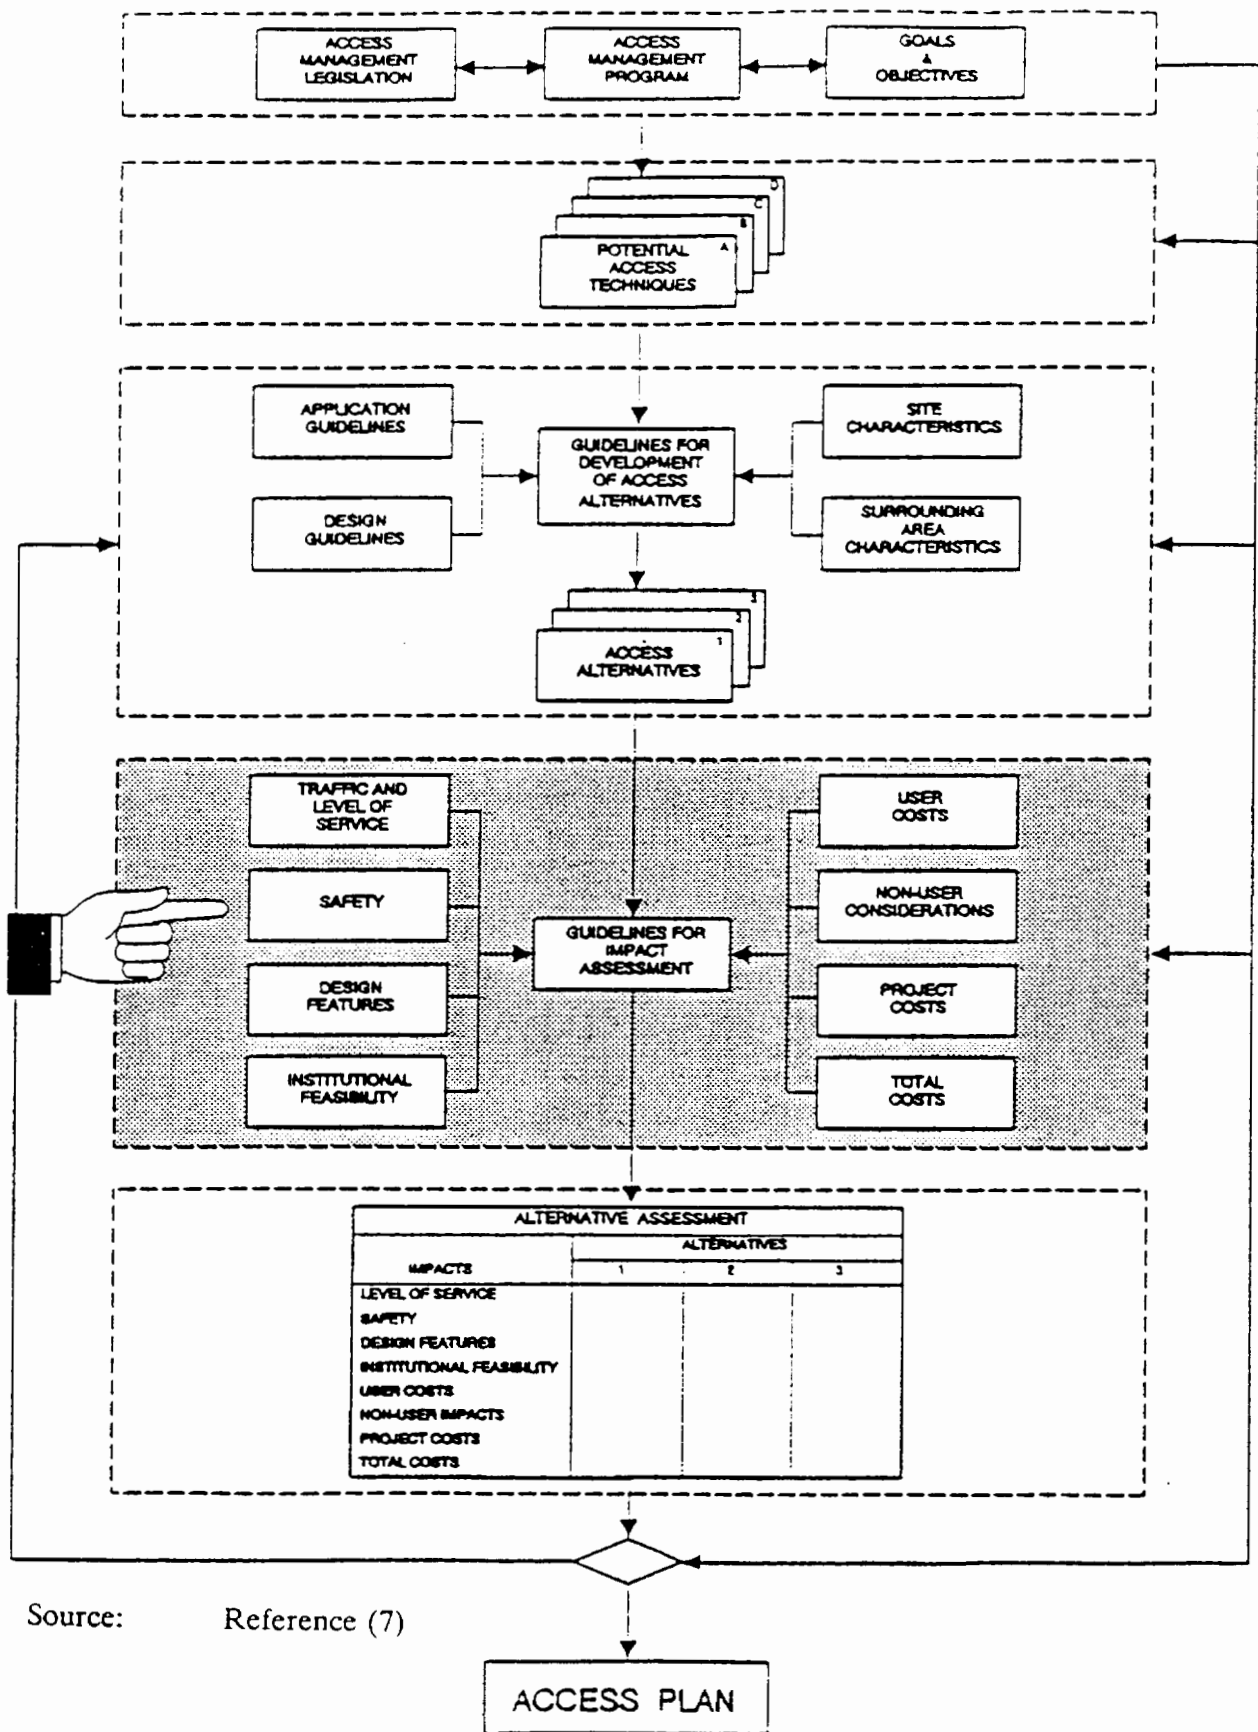 ACCESS
MANAGEMENT
LEGISLATION
ACCESS
MANAGEMENT
PROGRAM
GOALS
&
OBJECTIVES
D
C
B
A
POTENTIAL
ACCESS
TECHNIQUES
APPLICATION
GUIDELINES
DESIGN
GUIDELINES
GUIDELINES FOR
DEVELOPMENT
OF ACCESS
ALTERNATIVES
SITE
CHARACTERISTICS
SURROUNDING
AREA
CHARACTERISTICS
3
2
1
ACCESS
ALTERNATIVES
TRAFFIC AND
LEVEL OF
SERVICE
SAFETY
DESIGN
FEATURES
INSTITUTIONAL
FEASIBILITY
GUIDELINES FOR
IMPACT
ASSESSMENT
USER
COSTS
NON-USER
CONSIDERATIONS
PROJECT
COSTS
TOTAL
COSTS
ALTERNATIVE ASSESSMENT
ALTERNATIVES
IMPACTS 1 2 3
LEVEL OF SERVICE
SAFETY
DESIGN FEATURES
INSTITUTIONAL FEASIBILITY
USER COSTS
NON-USER IMPACTS
PROJECT COSTS
TOTAL COSTS
Source: Reference (7)
ACCESS PLAN